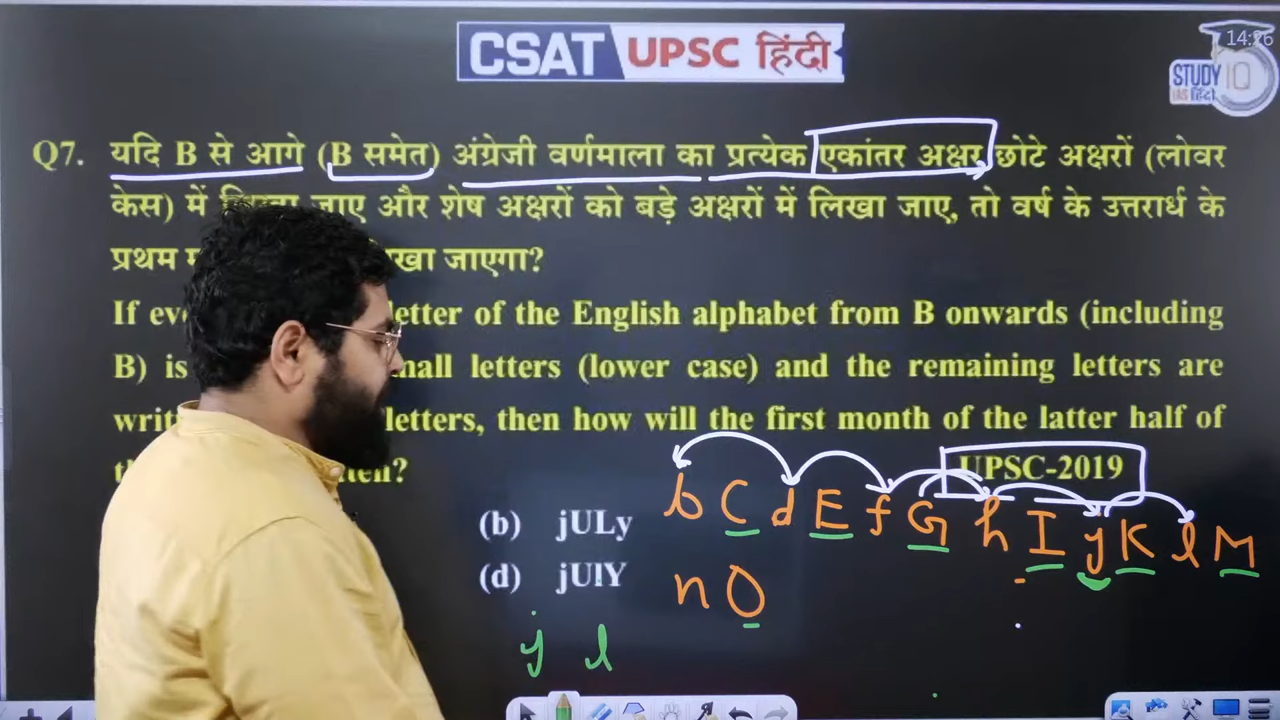 CSAT UPSC हिंदी
14:26
STUDY IQ
IAS हिंदी
Q7. यदि B से आगे (B समेत) अंग्रेजी वर्णमाला का प्रत्येक एकांतर अक्षर छोटे अक्षरों (लोवर
केस) में जाए और शेष अक्षरों को बड़े अक्षरों में लिखा जाए, तो वर्ष के उत्तरार्ध के
प्रथम जाएगा?
If letter of the English alphabet from B onwards (including
B) is letters (lower case) and the remaining letters are
letters, then how will the first month of the latter half of
UPSC-2019
b C d E f G h I j K l M
(b) jULy
(d) jUlY
n O
j l